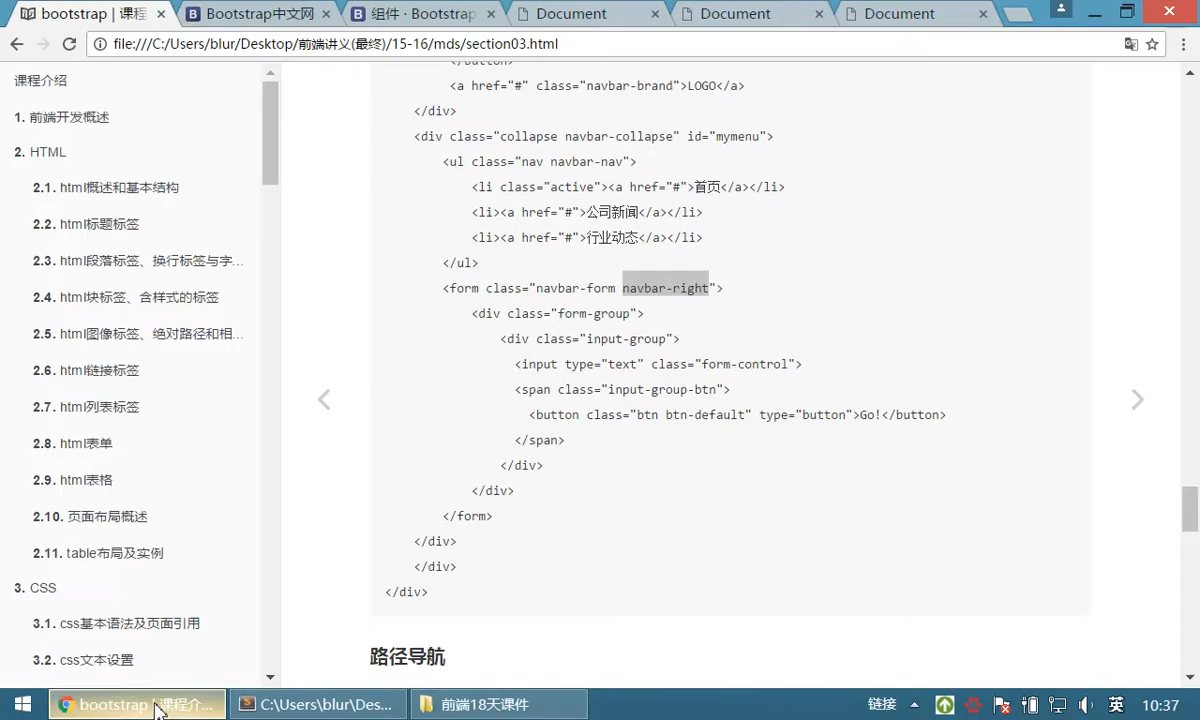 bootstrap | 课程
Bootstrap中文网
组件 · Bootstrap
Document
Document
Document
file:///C:/Users/blur/Desktop/前端讲义(最终)/15-16/mds/section03.html
课程介绍
1. 前端开发概述
2. HTML
2.1. html概述和基本结构
2.2. html标题标签
2.3. html段落标签、换行标签与字...
2.4. html块标签、含样式的标签
2.5. html图像标签、绝对路径和相...
2.6. html链接标签
2.7. html列表标签
2.8. html表单
2.9. html表格
2.10. 页面布局概述
2.11. table布局及实例
3. CSS
3.1. css基本语法及页面引用
3.2. css文本设置
</button>
<a href="#" class="navbar-brand">LOGO</a>
</div>
<div class="collapse navbar-collapse" id="mymenu">
<ul class="nav navbar-nav">
<li class="active"><a href="#">首页</a></li>
<li><a href="#">公司新闻</a></li>
<li><a href="#">行业动态</a></li>
</ul>
<form class="navbar-form navbar-right">
<div class="form-group">
<div class="input-group">
<input type="text" class="form-control">
<span class="input-group-btn">
<button class="btn btn-default" type="button">Go!</button>
</span>
</div>
</div>
</form>
</div>
</div>
</div>
路径导航
bootstrap | 课程介...
C:\Users\blur\Des...
前端18天课件
链接
英
10:37